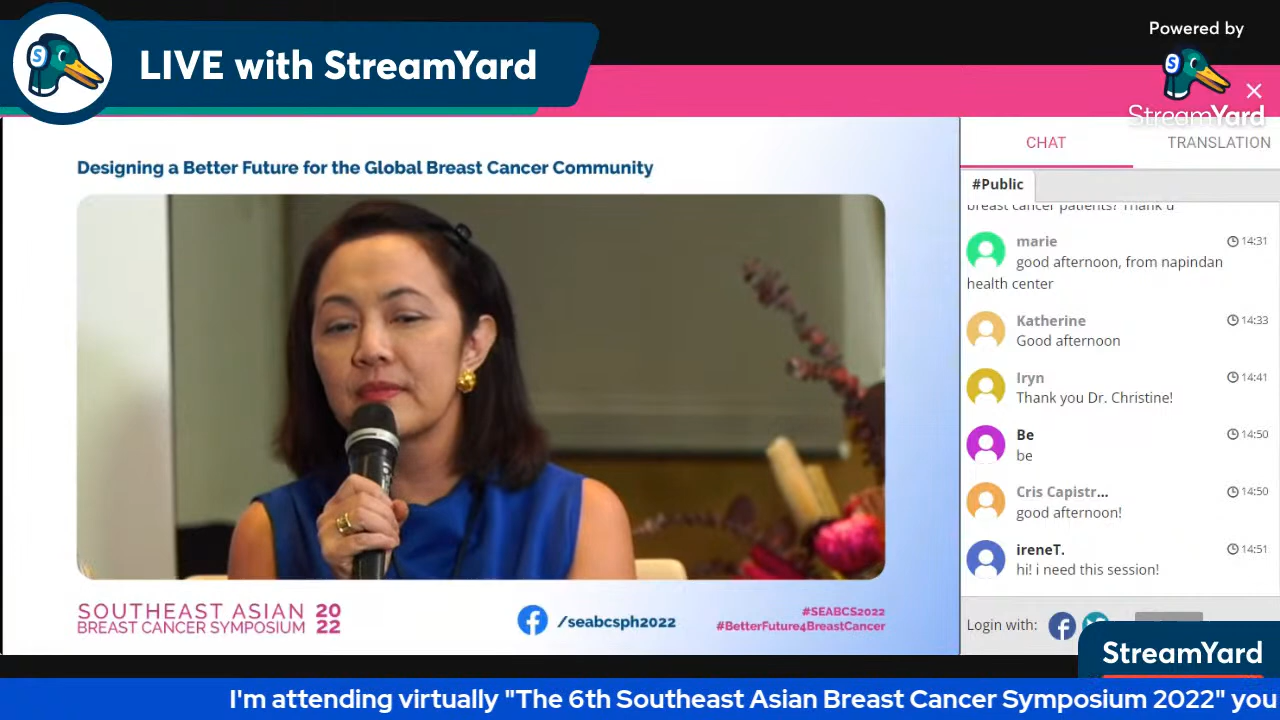 LIVE with StreamYard
Powered by
StreamYard
CHAT
TRANSLATION
#Public
Designing a Better Future for the Global Breast Cancer Community
breast cancer patients? Thank u
marie
14:31
good afternoon, from napindan
health center
Katherine
14:33
Good afternoon
Iryn
14:41
Thank you Dr. Christine!
Be
14:50
be
Cris Capistr...
14:50
good afternoon!
ireneT.
14:51
hi! i need this session!
SOUTHEAST ASIAN
BREAST CANCER SYMPOSIUM
20
22
/seabcsph2022
#SEABCS2022
#BetterFuture4BreastCancer
Login with:
StreamYard
I'm attending virtually "The 6th Southeast Asian Breast Cancer Symposium 2022" you